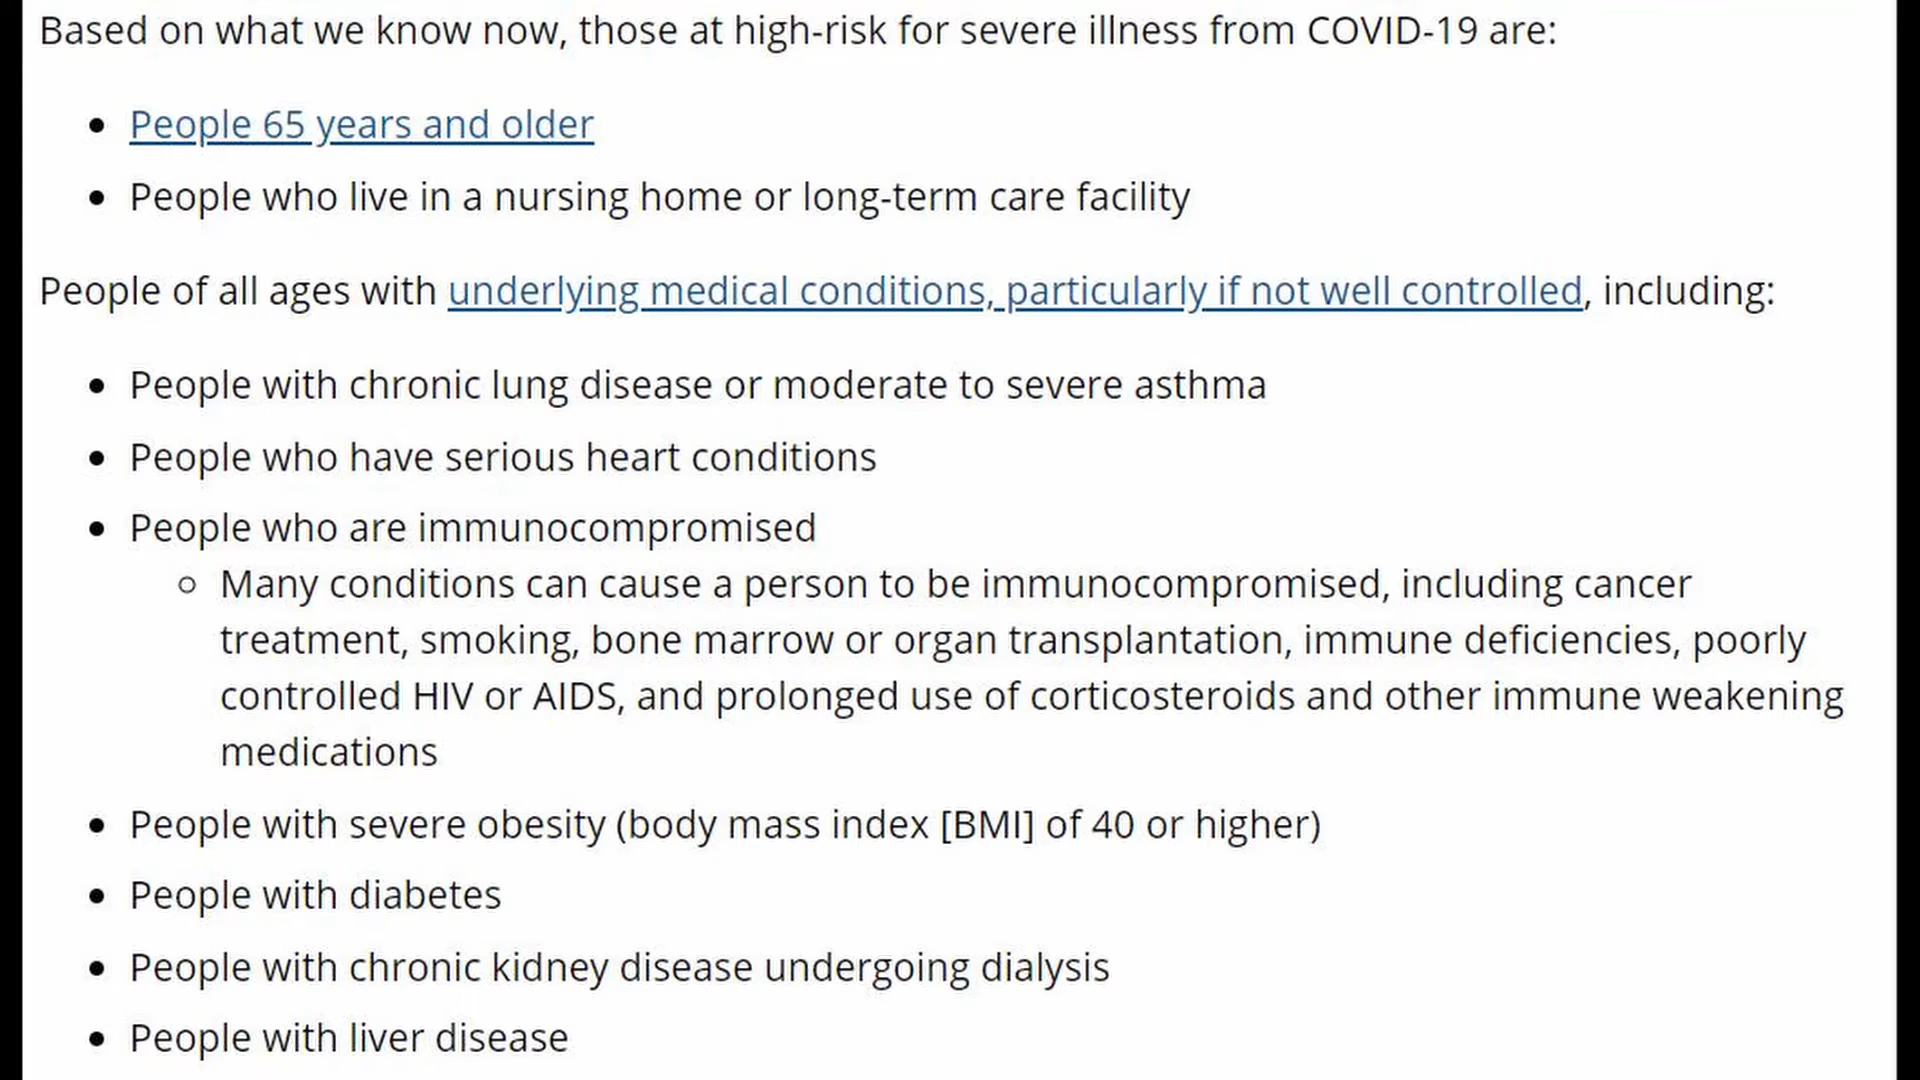 Based on what we know now, those at high-risk for severe illness from COVID-19 are:
• People 65 years and older
• People who live in a nursing home or long-term care facility
People of all ages with underlying medical conditions, particularly if not well controlled, including:
• People with chronic lung disease or moderate to severe asthma
• People who have serious heart conditions
• People who are immunocompromised
◦ Many conditions can cause a person to be immunocompromised, including cancer
treatment, smoking, bone marrow or organ transplantation, immune deficiencies, poorly
controlled HIV or AIDS, and prolonged use of corticosteroids and other immune weakening
medications
• People with severe obesity (body mass index [BMI] of 40 or higher)
• People with diabetes
• People with chronic kidney disease undergoing dialysis
• People with liver disease